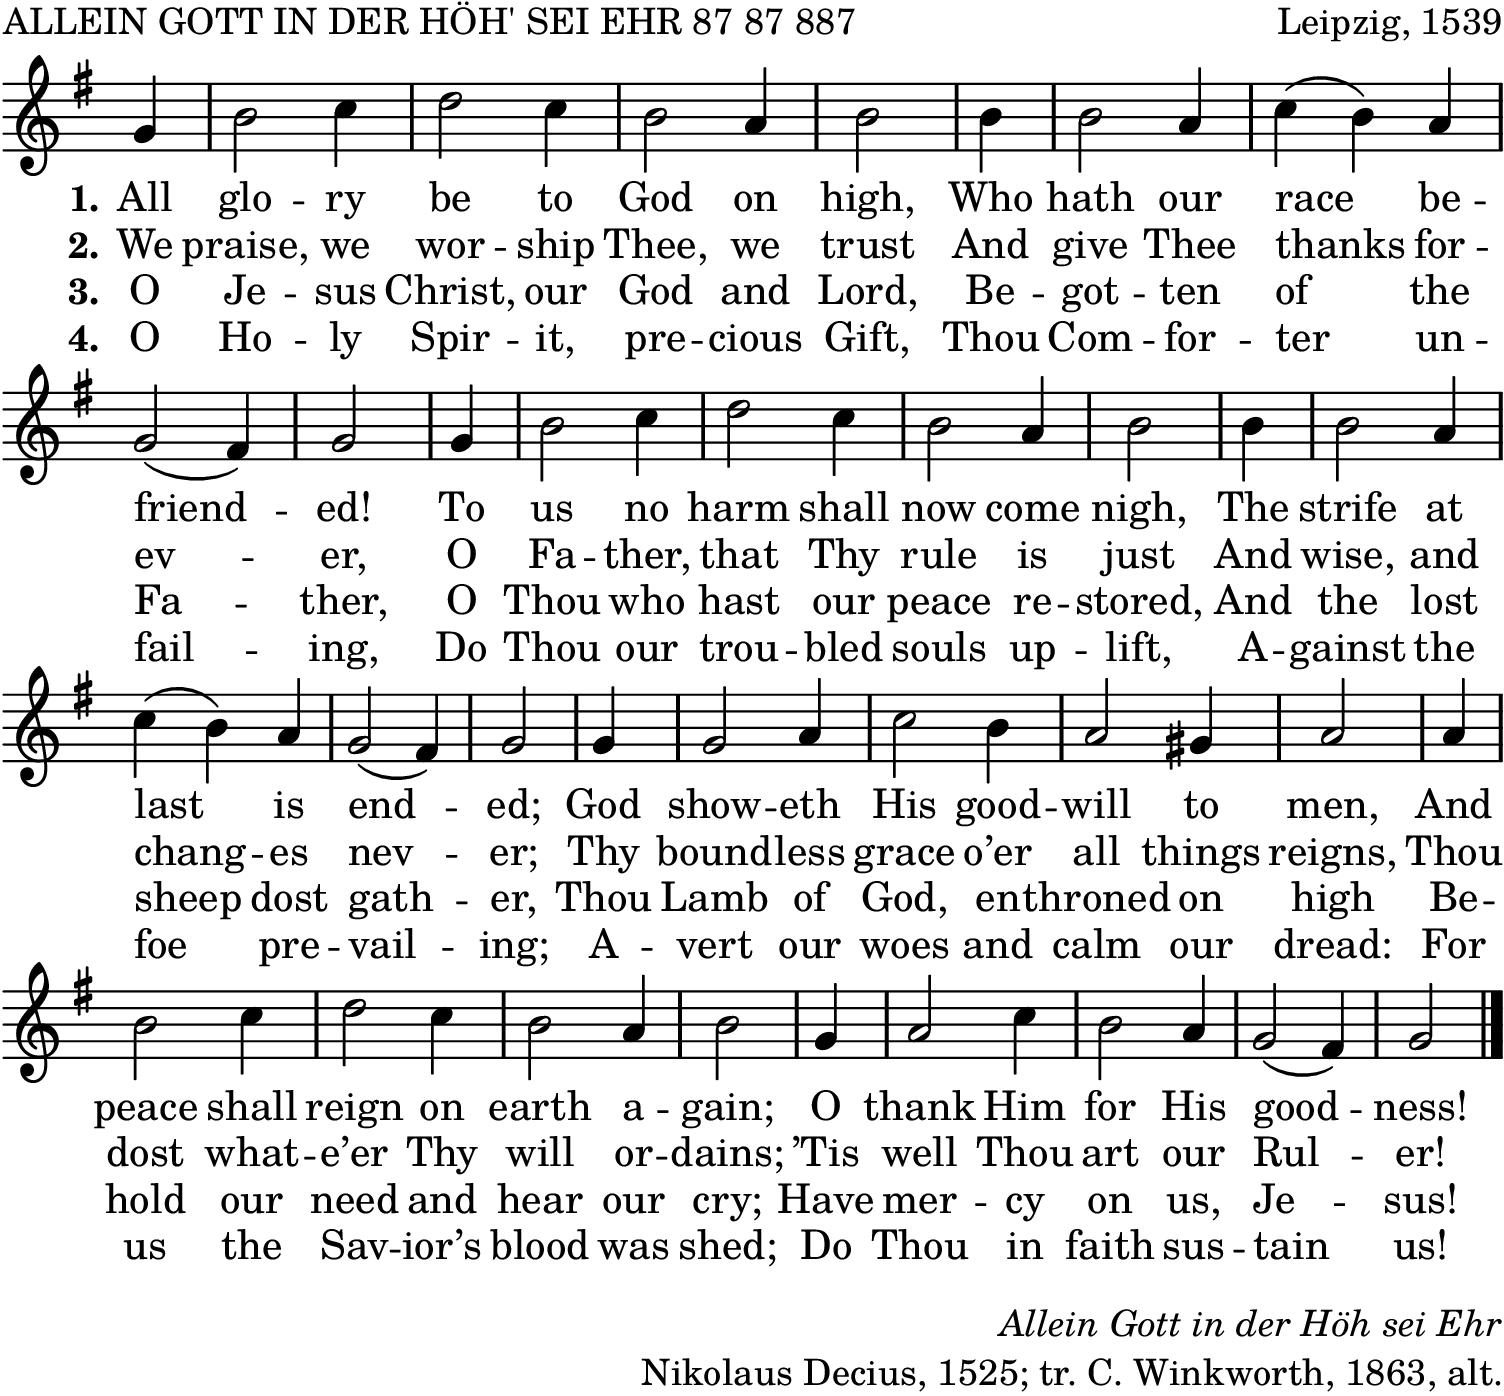 ALLEIN GOTT IN DER HÖH' SEI EHR 87 87 887 Leipzig, 1539
1. All glo - ry be to God on high, Who hath our race be -
2. We praise, we wor - ship Thee, we trust And give Thee thanks for -
3. O Je - sus Christ, our God and Lord, Be - got - ten of the
4. O Ho - ly Spir - it, pre - cious Gift, Thou Com - for - ter un -
friend - ed! To us no harm shall now come nigh, The strife at
ev - er, O Fa - ther, that Thy rule is just And wise, and
Fa - ther, O Thou who hast our peace re - stored, And the lost
fail - ing, Do Thou our trou - bled souls up - lift, A - gainst the
last is end - ed; God show - eth His good - will to men, And
chang - es nev - er; Thy boundless grace o’er all things reigns, Thou
sheep dost gath - er, Thou Lamb of God, enthroned on high Be -
foe pre - vail - ing; A - vert our woes and calm our dread: For
peace shall reign on earth a - gain; O thank Him for His good - ness!
dost what - e’er Thy will or - dains; ’Tis well Thou art our Rul - er!
hold our need and hear our cry; Have mer - cy on us, Je - sus!
us the Sav - ior’s blood was shed; Do Thou in faith sus - tain us!
Allein Gott in der Höh sei Ehr
Nikolaus Decius, 1525; tr. C. Winkworth, 1863, alt.